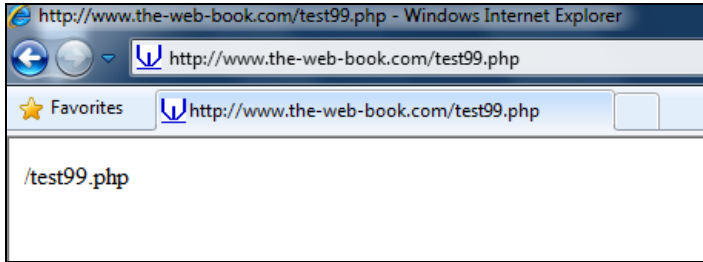 http://www.the-web-book.com/test99.php - Windows Internet Explorer
http://www.the-web-book.com/test99.php
Favorites http://www.the-web-book.com/test99.php
/test99.php